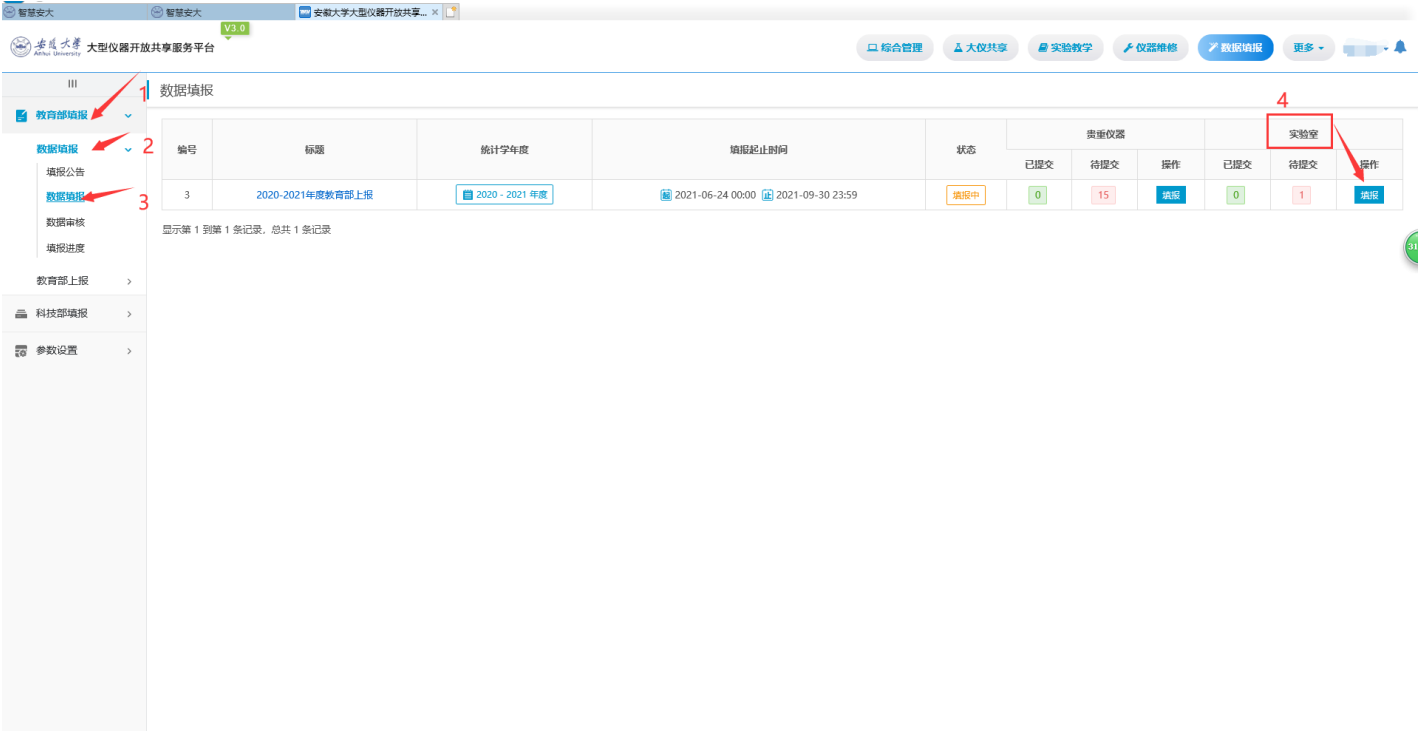 智慧安大
智慧安大
安徽大学大型仪器开放共享...
V3.0
安徽大学 大型仪器开放共享服务平台
Anhui University
综合管理 大仪共享 实验教学 仪器维修 数据填报 更多
1
数据填报
4
教育部填报
数据填报
2
填报公告
数据填报
3
数据审核
填报进度
教育部上报
科技部填报
参数设置
编号 标题 统计学年度 填报起止时间 状态 贵重仪器 实验室
已提交 待提交 操作 已提交 待提交 操作
3 2020-2021年度教育部上报 2020 - 2021 年度 起 2021-06-24 00:00 止 2021-09-30 23:59 填报中 0 15 填报 0 1 填报
显示第 1 到第 1 条记录，总共 1 条记录
31